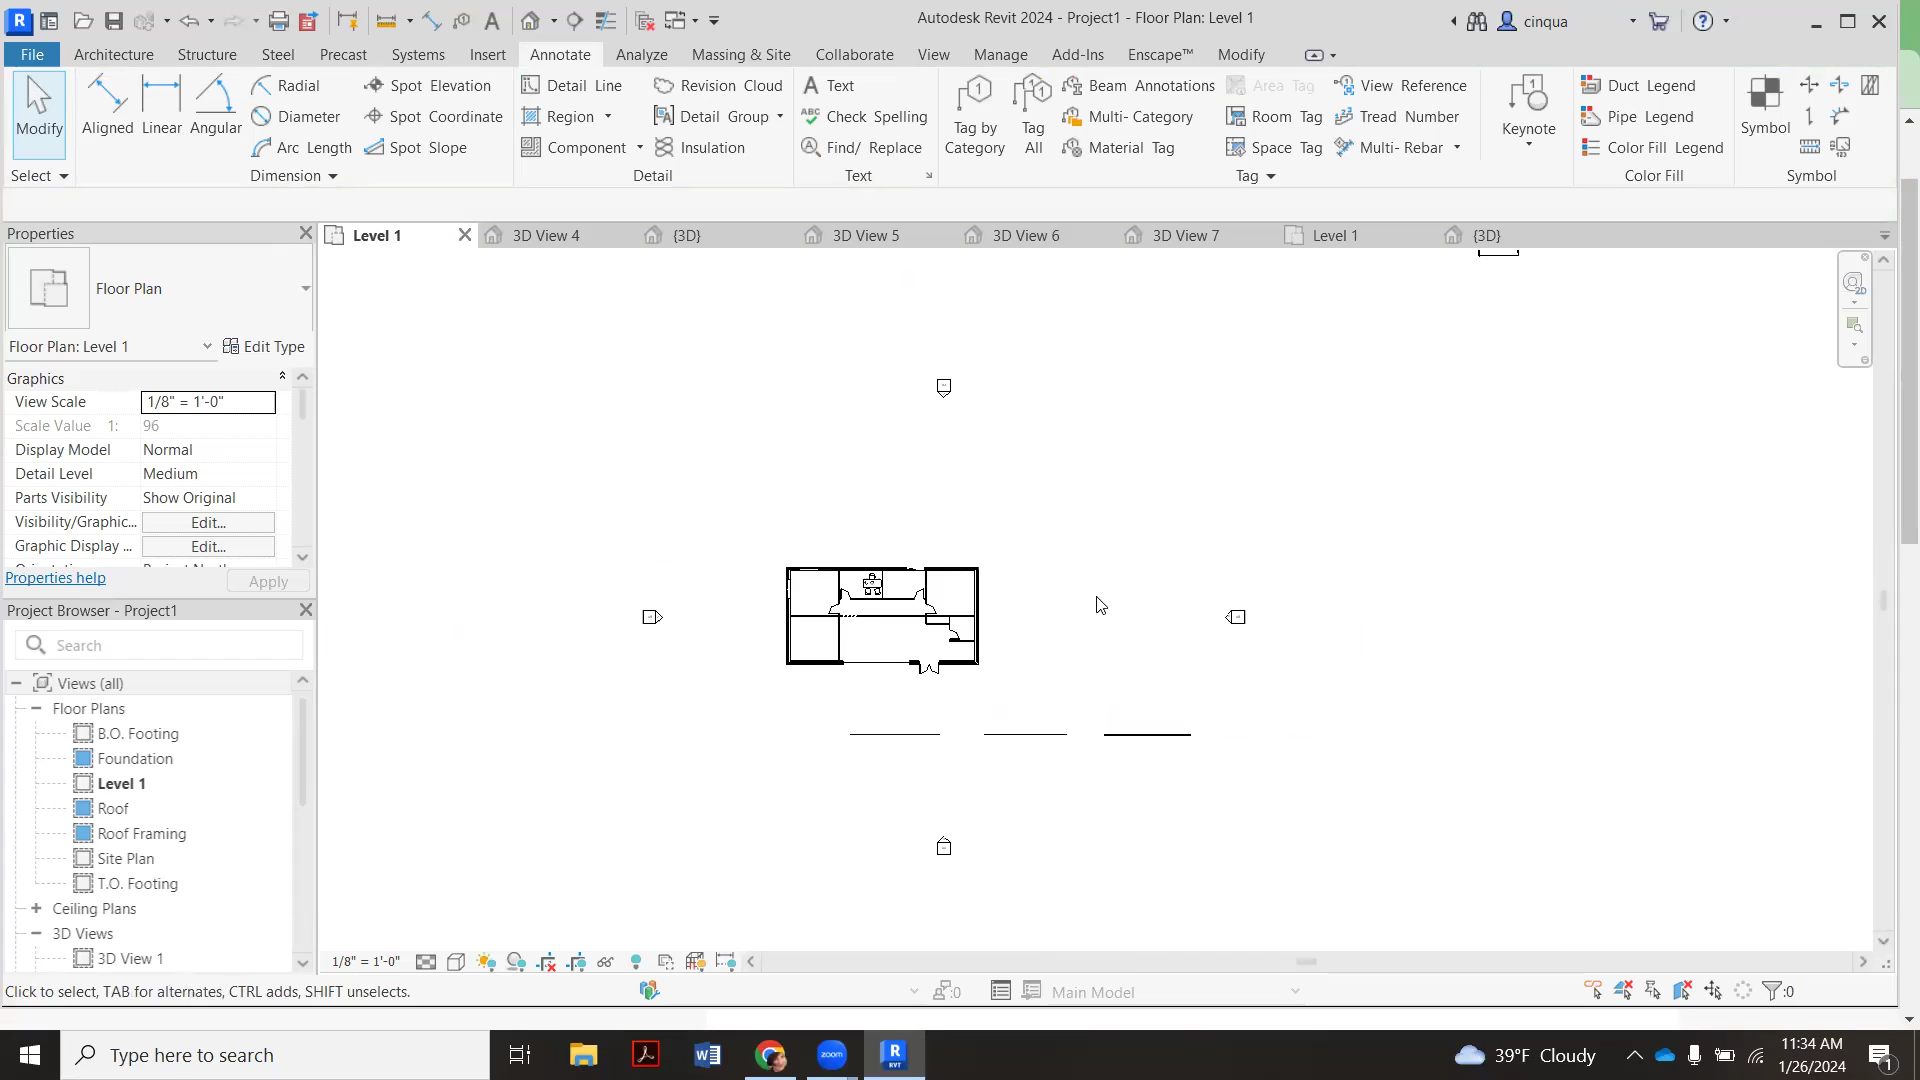 Autodesk Revit 2024 - Project1 - Floor Plan: Level 1
cinqua
File Architecture Structure Steel Precast Systems Insert Annotate Analyze Massing & Site Collaborate View Manage Add-Ins Enscape™ Modify
Modify
Select
Aligned Linear Angular
Radial
Diameter
Arc Length
Spot Elevation
Spot Coordinate
Spot Slope
Dimension
Detail Line
Region
Component
Revision Cloud
Detail Group
Insulation
Detail
Text
Check Spelling
Find/ Replace
Text
Tag by Category
Tag All
Beam Annotations
Multi- Category
Material Tag
Area Tag
Room Tag
Space Tag
View Reference
Tread Number
Multi- Rebar
Tag
Keynote
Duct Legend
Pipe Legend
Color Fill Legend
Color Fill
Symbol
Symbol
Properties
Level 1 3D View 4 {3D} 3D View 5 3D View 6 3D View 7 Level 1 {3D}
Floor Plan
Floor Plan: Level 1 Edit Type
Graphics
View Scale 1/8" = 1'-0"
Scale Value 1: 96
Display Model Normal
Detail Level Medium
Parts Visibility Show Original
Visibility/Graphic... Edit...
Graphic Display ... Edit...
Properties help Apply
Project Browser - Project1
Search
Views (all)
Floor Plans
B.O. Footing
Foundation
Level 1
Roof
Roof Framing
Site Plan
T.O. Footing
Ceiling Plans
3D Views
3D View 1
1/8" = 1'-0"
Click to select, TAB for alternates, CTRL adds, SHIFT unselects.
:0
Main Model
:0
Type here to search
zoom
39°F Cloudy
11:34 AM
1/26/2024
1